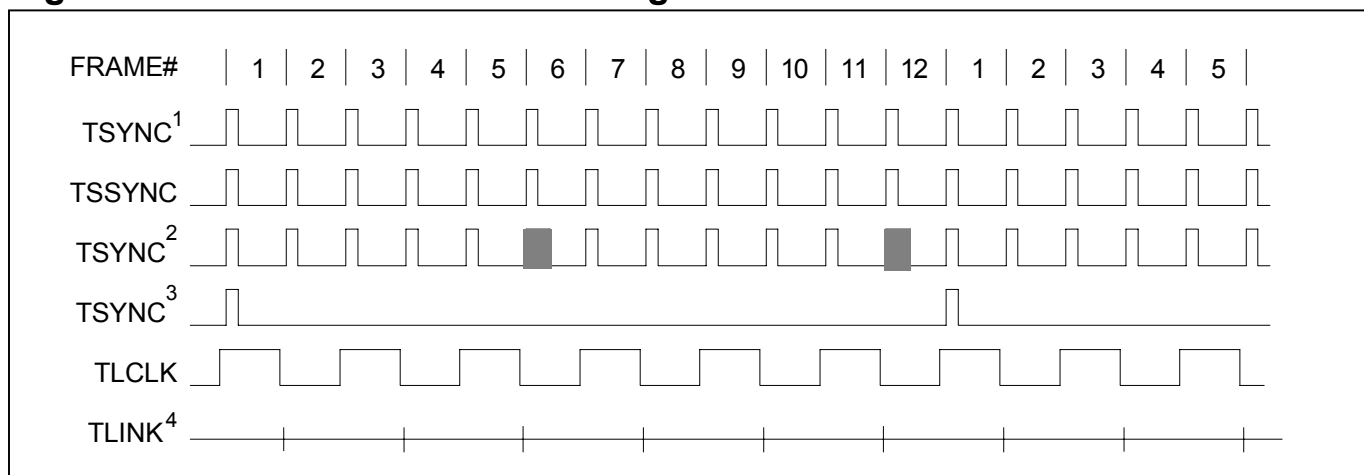 FRAME# 1 2 3 4 5 6 7 8 9 10 11 12 1 2 3 4 5
TSYNC1
TSSYNC
TSYNC2
TSYNC3
TLCLK
TLINK4